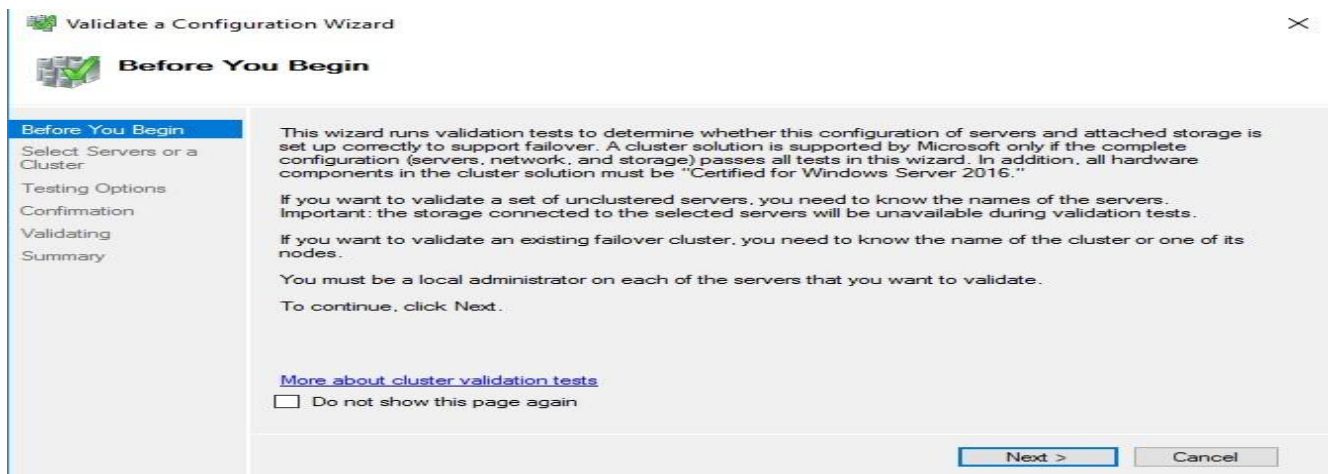 Validate a Configuration Wizard
Before You Begin
Before You Begin
Select Servers or a
Cluster
Testing Options
Confirmation
Validating
Summary
This wizard runs validation tests to determine whether this configuration of servers and attached storage is
set up correctly to support failover. A cluster solution is supported by Microsoft only if the complete
configuration (servers, network, and storage) passes all tests in this wizard. In addition, all hardware
components in the cluster solution must be "Certified for Windows Server 2016."
If you want to validate a set of unclustered servers, you need to know the names of the servers.
Important: the storage connected to the selected servers will be unavailable during validation tests.
If you want to validate an existing failover cluster, you need to know the name of the cluster or one of its
nodes.
You must be a local administrator on each of the servers that you want to validate.
To continue, click Next.
More about cluster validation tests
Do not show this page again
Next >
Cancel